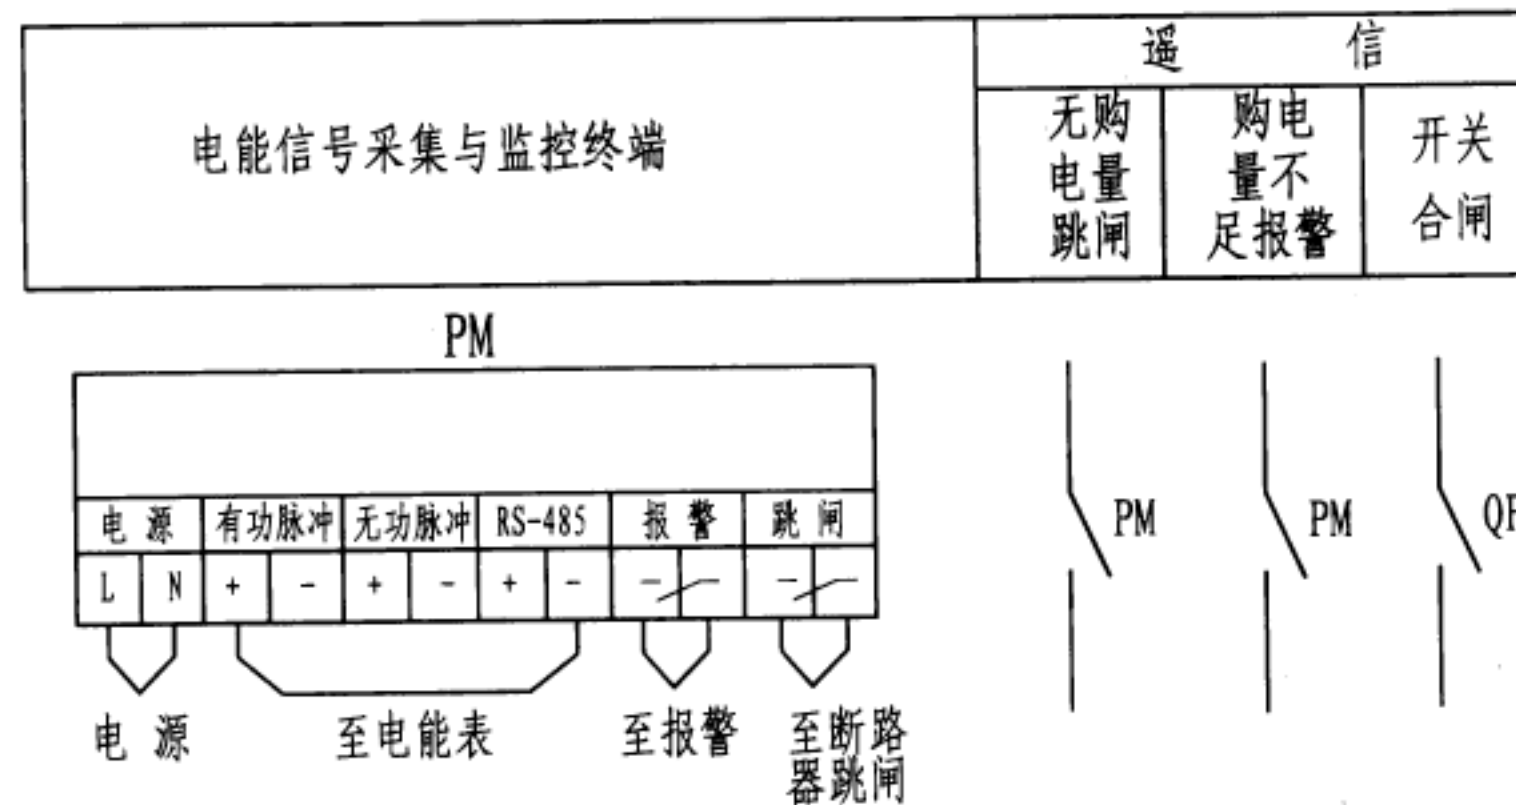 遥 信
电能信号采集与监控终端
无购
电量
跳闸
购电
量不
足报警
开关
合闸
PM
电源 有功脉冲 无功脉冲 RS-485 报警 跳闸
L N + - + - + -
电源 至电能表 至报警 至断路
器跳闸
PM PM